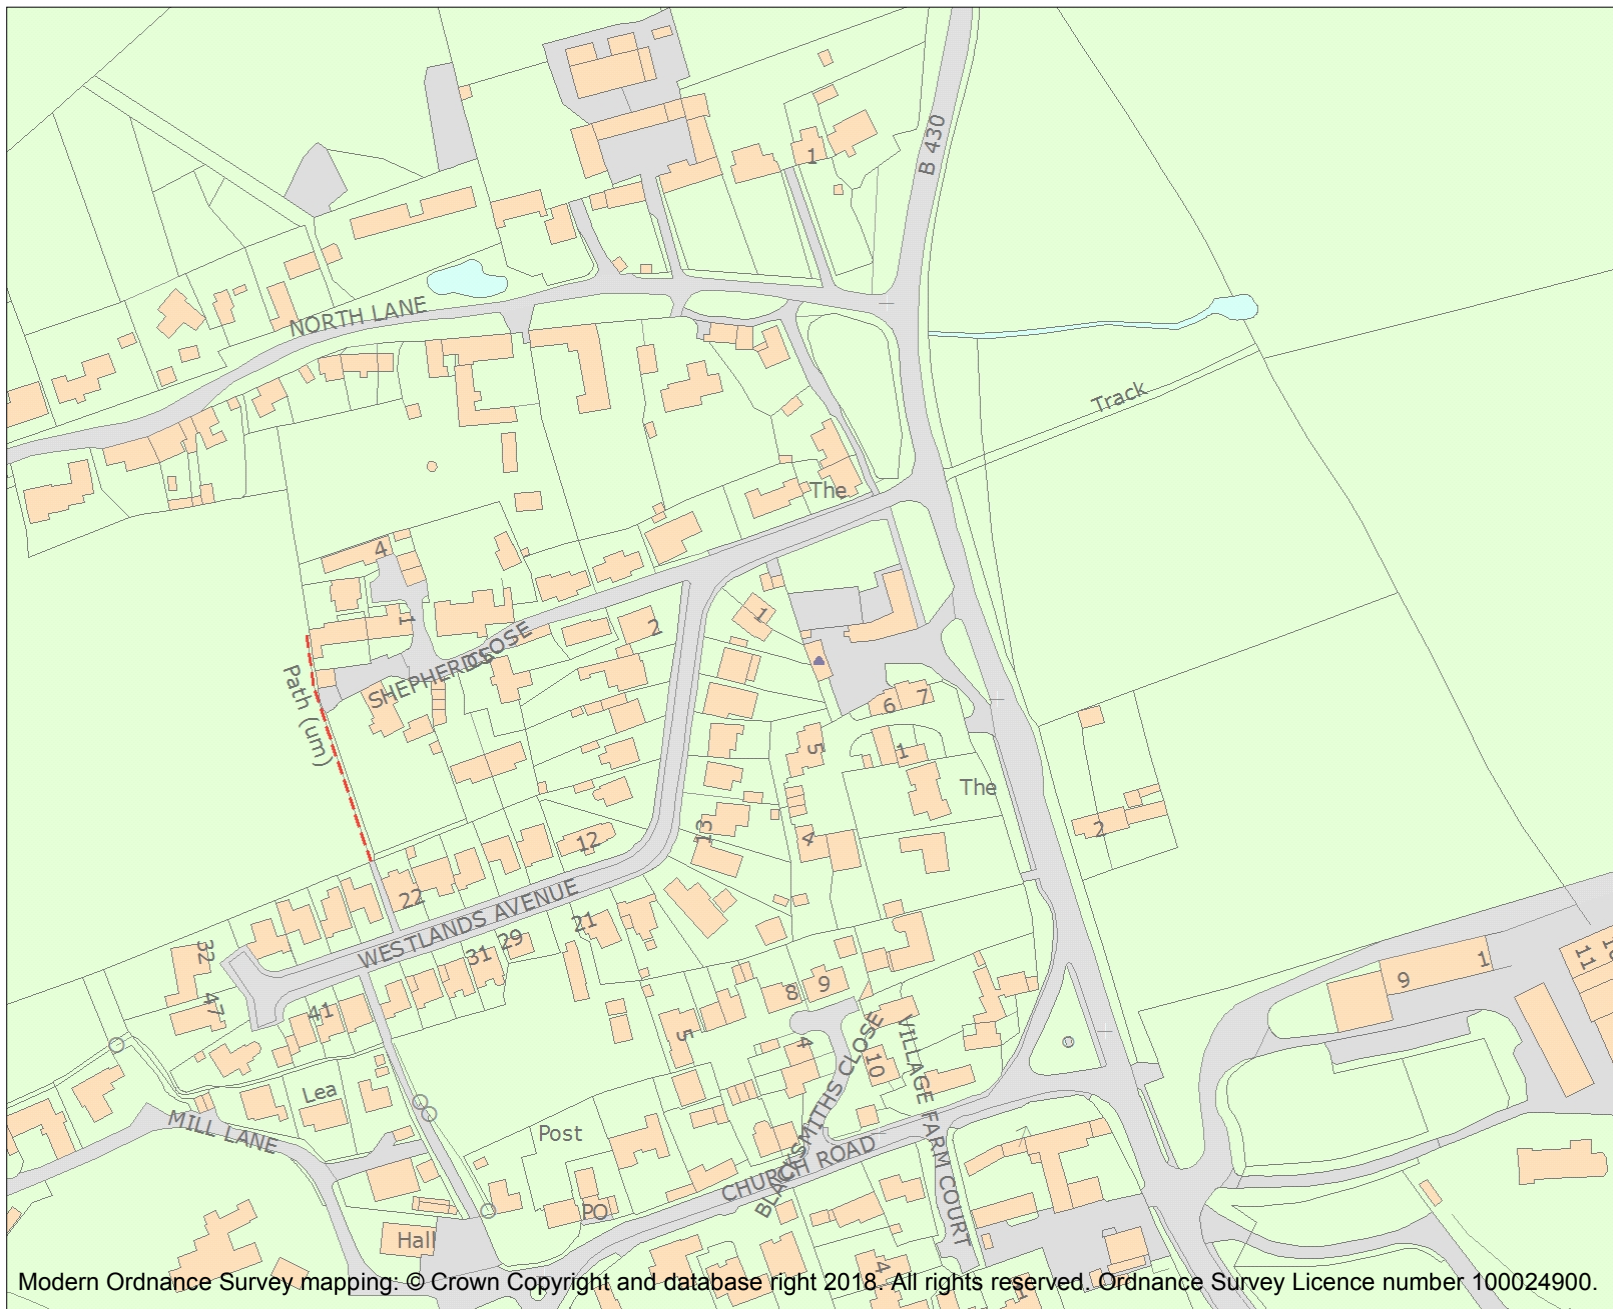 B 430
1
NORTH LANE
Track
The
4
1
2
1
SHEPHERDS
CLOSE
Path (um)
6
7
5
1
The
13
4
2
12
22
WESTLANDS AVENUE
21
29
31
32
47
41
9
1
11
8
9
5
4
10
VILLAGE FARM COURT
BLACKSMITHS CLOSE
Lea
MILL LANE
Post
CHURCH ROAD
PO
Hall
4
1
Modern Ordnance Survey mapping: © Crown Copyright and database right 2018. All rights reserved. Ordnance Survey Licence number 100024900.